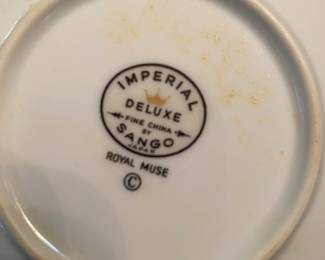 IMPERIAL
DELUXE
FINE CHINA
BY
SANGO
JAPAN
ROYAL MUSE
©